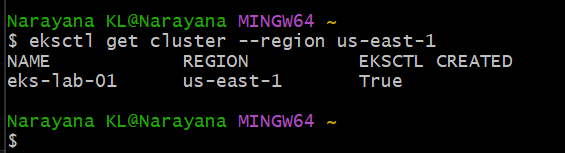 Narayana KL@Narayana MINGW64 ~
$ eksctl get cluster --region us-east-1
NAME REGION EKSCTL CREATED
eks-lab-01 us-east-1 True
Narayana KL@Narayana MINGW64 ~
$